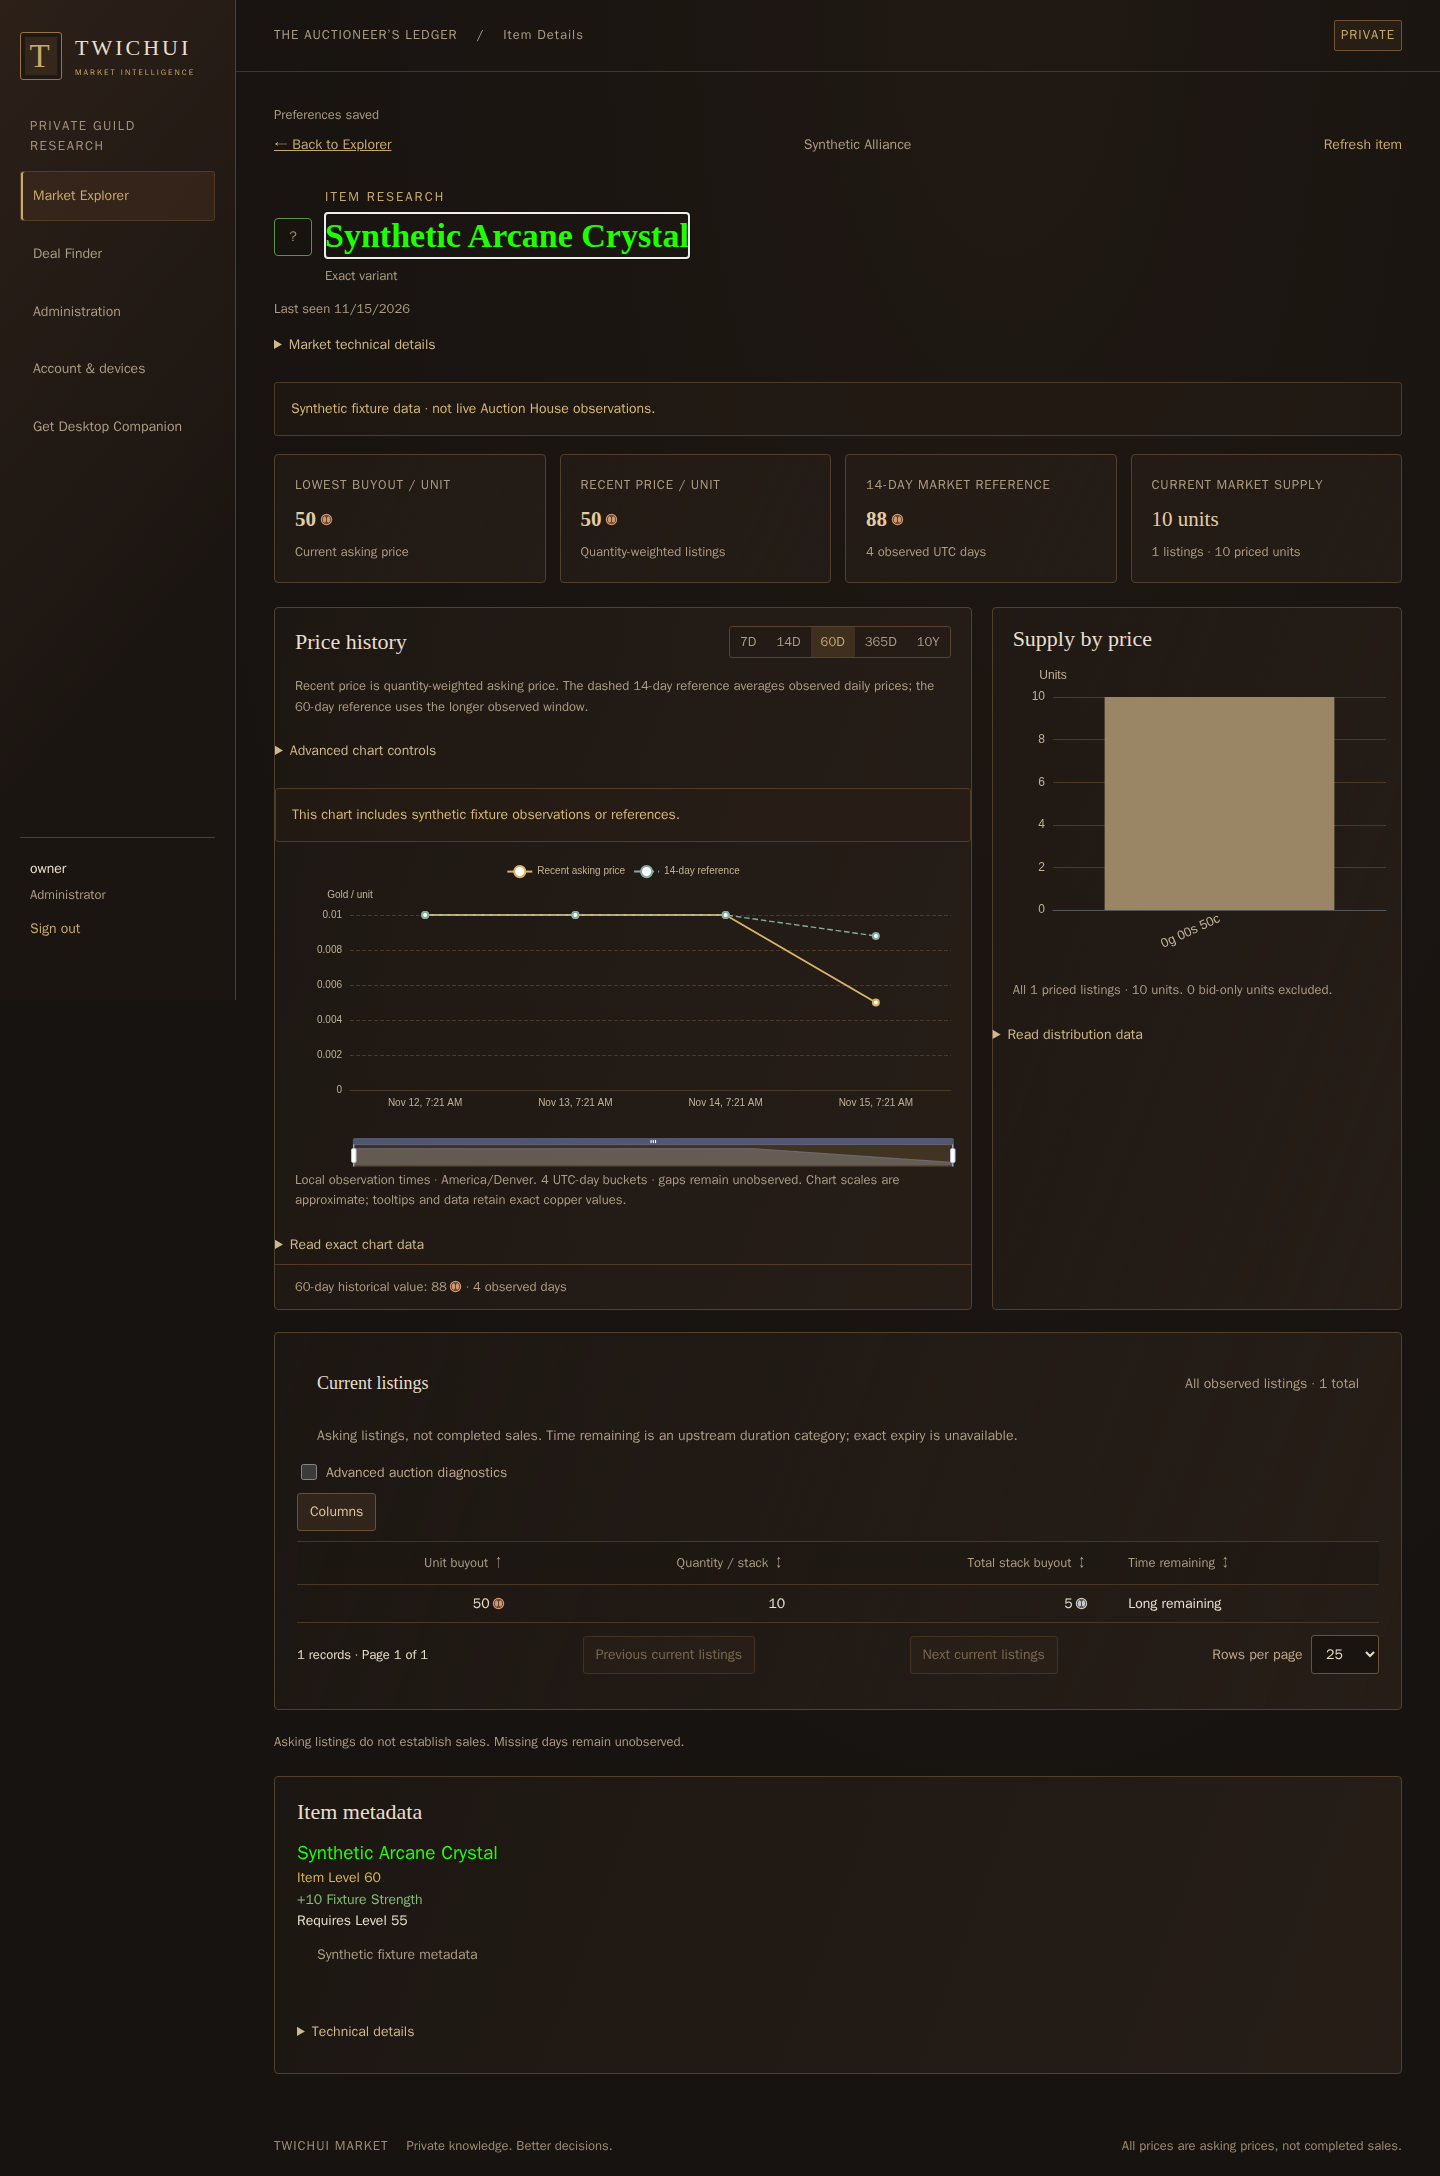 T
TWICHUI
MARKET INTELLIGENCE
PRIVATE GUILD
RESEARCH
Market Explorer
Deal Finder
Administration
Account & devices
Get Desktop Companion
owner
Administrator
Sign out
THE AUCTIONEER'S LEDGER / Item Details
PRIVATE
Preferences saved
← Back to Explorer
Synthetic Alliance
Refresh item
ITEM RESEARCH
?
Synthetic Arcane Crystal
Exact variant
Last seen 11/15/2026
▶ Market technical details
Synthetic fixture data · not live Auction House observations.
LOWEST BUYOUT / UNIT
50
Current asking price
RECENT PRICE / UNIT
50
Quantity-weighted listings
14-DAY MARKET REFERENCE
88
4 observed UTC days
CURRENT MARKET SUPPLY
10 units
1 listings · 10 priced units
Price history
7D 14D 60D 365D 10Y
Recent price is quantity-weighted asking price. The dashed 14-day reference averages observed daily prices; the
60-day reference uses the longer observed window.
▶ Advanced chart controls
This chart includes synthetic fixture observations or references.
Recent asking price 14-day reference
Gold / unit
0.01
0.008
0.006
0.004
0.002
0
Nov 12, 7:21 AM Nov 13, 7:21 AM Nov 14, 7:21 AM Nov 15, 7:21 AM
Local observation times · America/Denver. 4 UTC-day buckets · gaps remain unobserved. Chart scales are
approximate; tooltips and data retain exact copper values.
▶ Read exact chart data
60-day historical value: 88 · 4 observed days
Supply by price
Units
10
8
6
4
2
0
0g 00s 50c
All 1 priced listings · 10 units. 0 bid-only units excluded.
▶ Read distribution data
Current listings
All observed listings · 1 total
Asking listings, not completed sales. Time remaining is an upstream duration category; exact expiry is unavailable.
Advanced auction diagnostics
Columns
Unit buyout ↑ Quantity / stack ↕ Total stack buyout ↕ Time remaining ↕
50 10 5 Long remaining
1 records · Page 1 of 1 Previous current listings Next current listings Rows per page 25
Asking listings do not establish sales. Missing days remain unobserved.
Item metadata
Synthetic Arcane Crystal
Item Level 60
+10 Fixture Strength
Requires Level 55
Synthetic fixture metadata
▶ Technical details
TWICHUI MARKET Private knowledge. Better decisions.
All prices are asking prices, not completed sales.